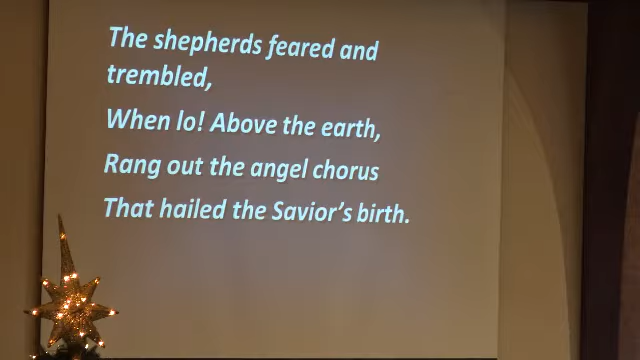 The shepherds feared and
trembled,
When lo! Above the earth,
Rang out the angel chorus
That hailed the Savior's birth.